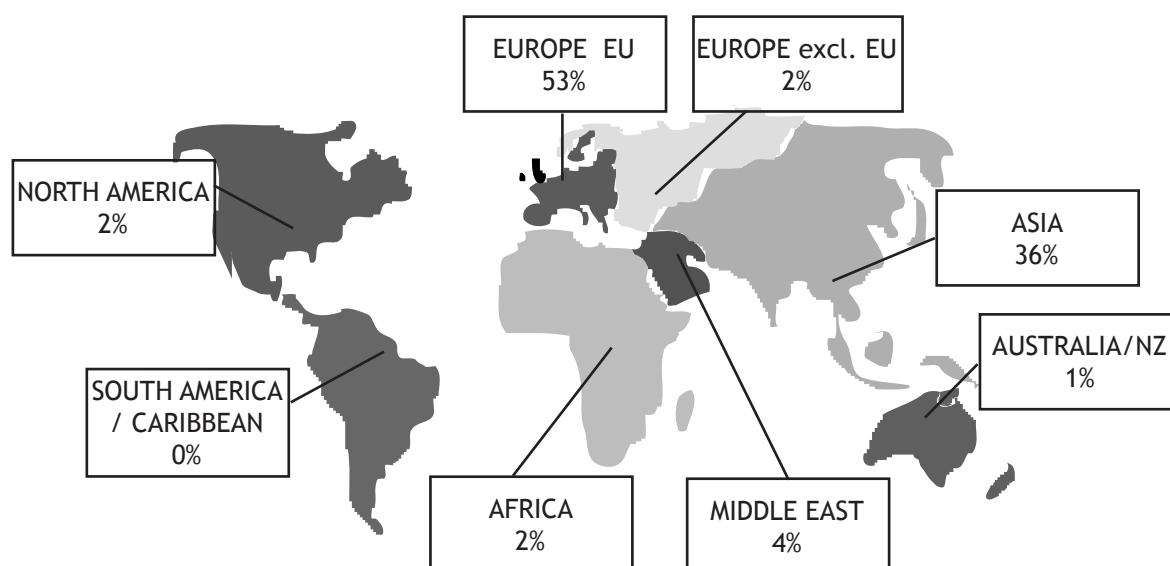 EUROPE EU
53%
EUROPE excl. EU
2%
NORTH AMERICA
2%
ASIA
36%
AUSTRALIA/NZ
1%
SOUTH AMERICA
/ CARIBBEAN
0%
AFRICA
2%
MIDDLE EAST
4%